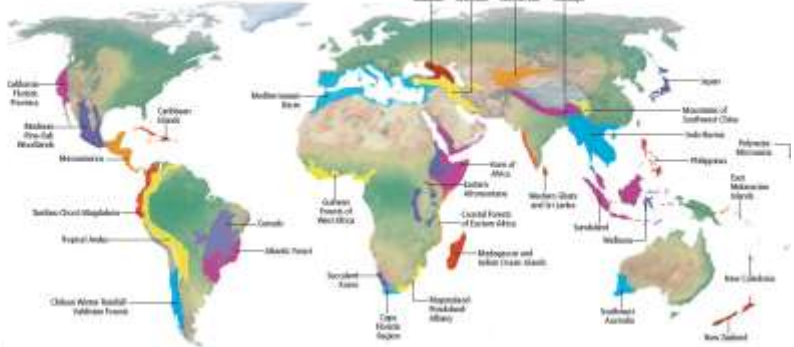 California
Floristic
Province
Madrean
Pine-Oak
Woodlands
Caribbean
Islands
Mesoamerica
Tropical Andes
Cerrado
Atlantic Forest
Chilean Winter Rainfall-
Valdivian Forests
Mediterranean
Basin
Guinean
Forests of
West Africa
Succulent
Karoo
Cape
Floristic
Region
Maputaland-
Pondoland-
Albany
Horn of
Africa
Eastern
Afromontane
Coastal Forests
of Eastern Africa
Madagascar and
Indian Ocean Islands
Western Ghats
and Sri Lanka
Japan
Mountains of
Southwest China
Indo-Burma
Philippines
Polynesia
Micronesia
East
Melanesian
Islands
Sundaland
Wallacea
Southwest
Australia
New Caledonia
New Zealand